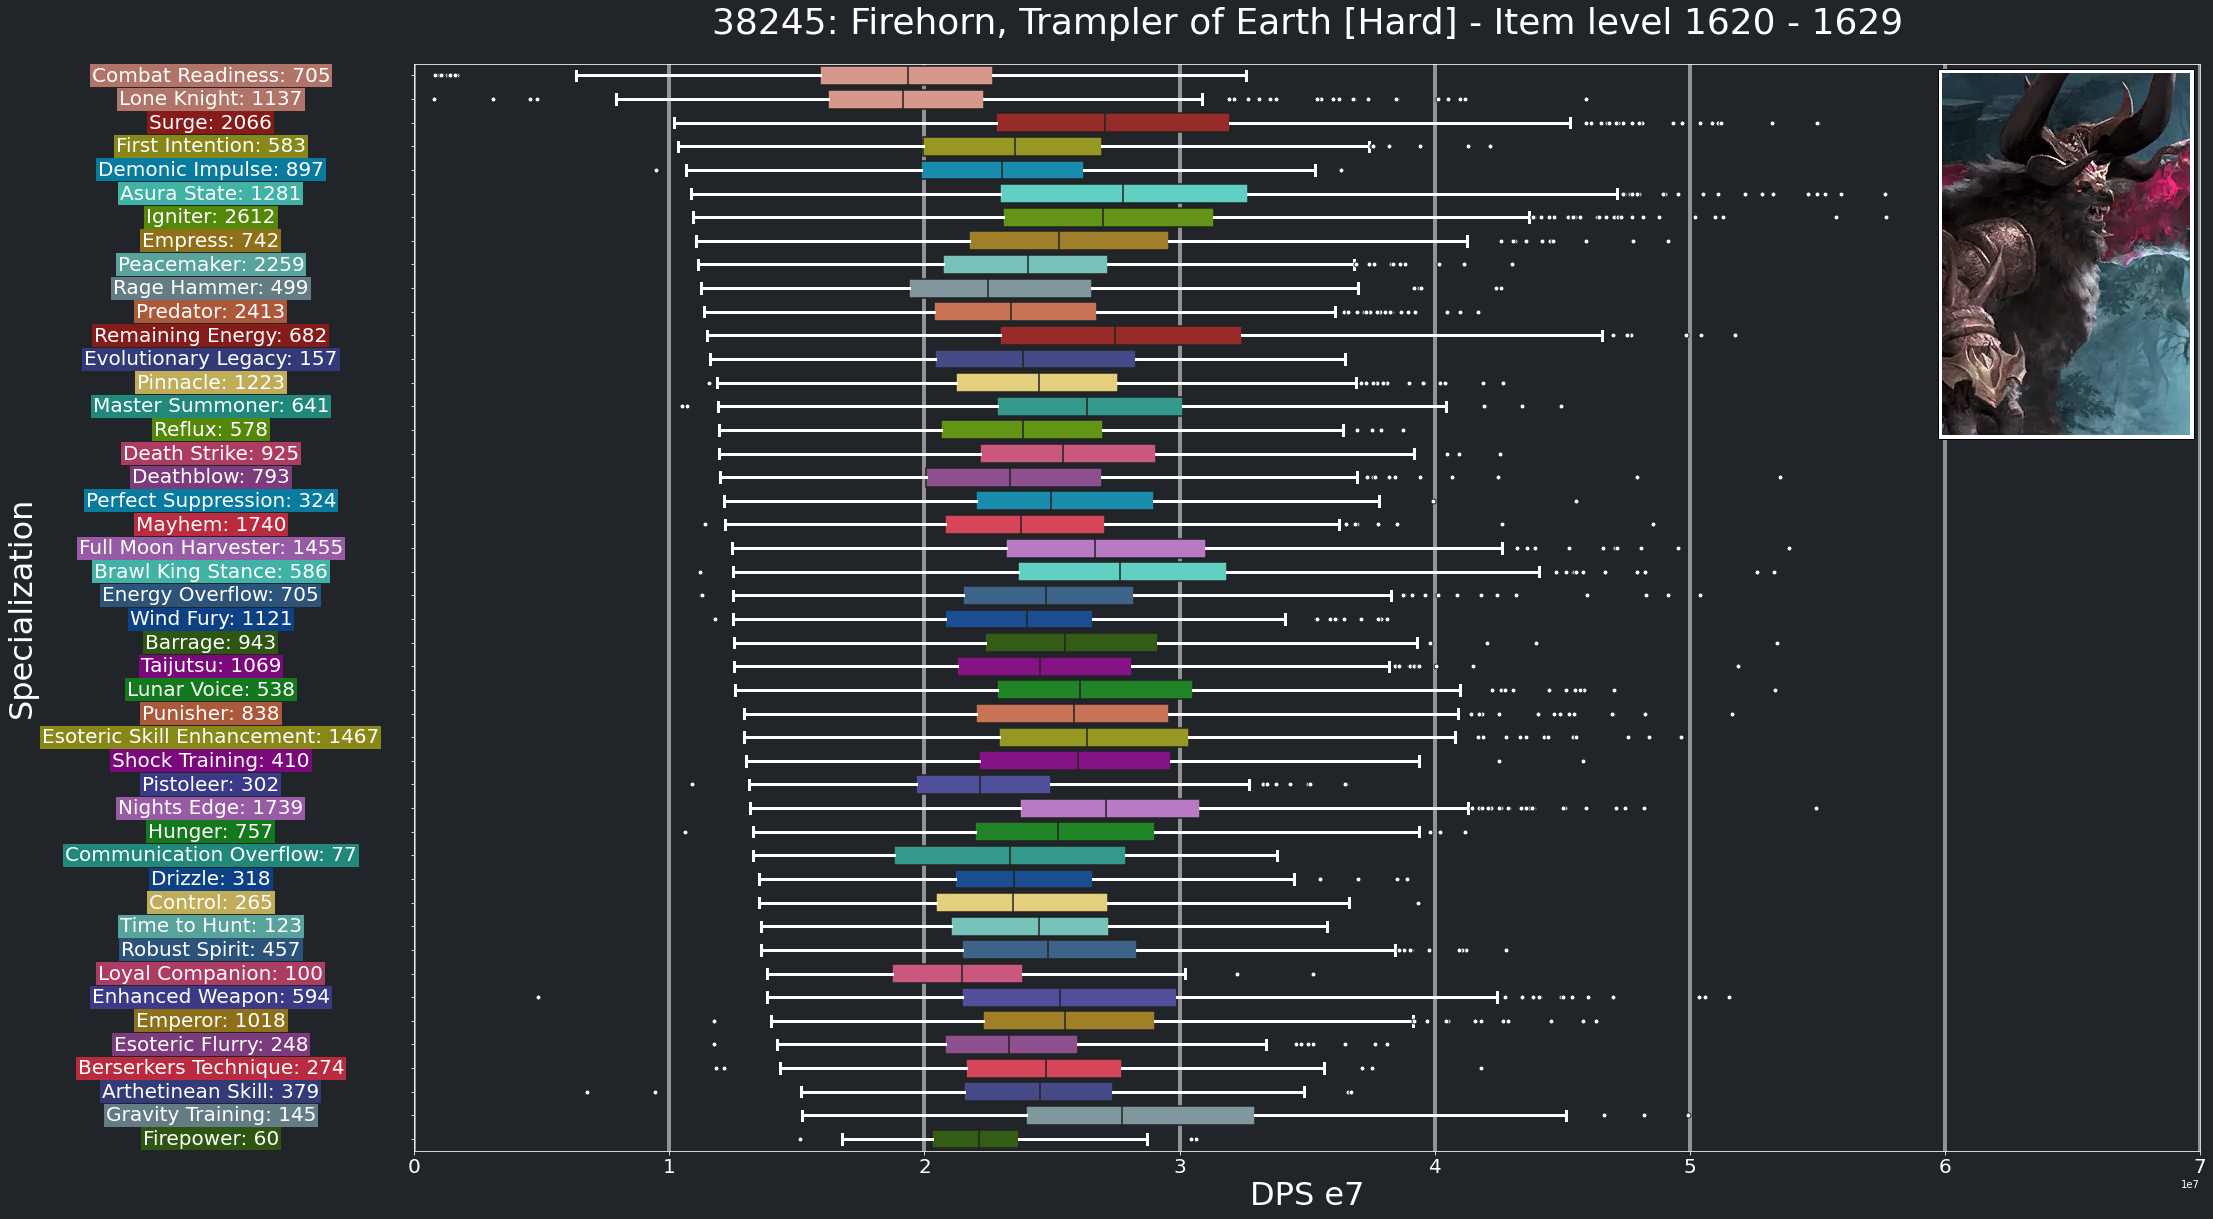 38245: Firehorn, Trampler of Earth [Hard] - Item level 1620 - 1629
Specialization
Combat Readiness: 705
Lone Knight: 1137
Surge: 2066
First Intention: 583
Demonic Impulse: 897
Asura State: 1281
Igniter: 2612
Empress: 742
Peacemaker: 2259
Rage Hammer: 499
Predator: 2413
Remaining Energy: 682
Evolutionary Legacy: 157
Pinnacle: 1223
Master Summoner: 641
Reflux: 578
Death Strike: 925
Deathblow: 793
Perfect Suppression: 324
Mayhem: 1740
Full Moon Harvester: 1455
Brawl King Stance: 586
Energy Overflow: 705
Wind Fury: 1121
Barrage: 943
Taijutsu: 1069
Lunar Voice: 538
Punisher: 838
Esoteric Skill Enhancement: 1467
Shock Training: 410
Pistoleer: 302
Nights Edge: 1739
Hunger: 757
Communication Overflow: 77
Drizzle: 318
Control: 265
Time to Hunt: 123
Robust Spirit: 457
Loyal Companion: 100
Enhanced Weapon: 594
Emperor: 1018
Esoteric Flurry: 248
Berserkers Technique: 274
Arthetinean Skill: 379
Gravity Training: 145
Firepower: 60
0 1 2 3 4 5 6 7
1e7
DPS e7